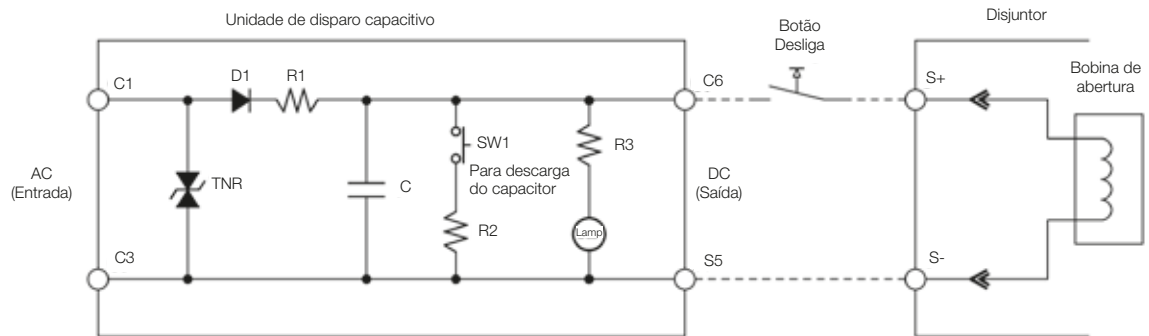 Unidade de disparo capacitivo
Disjuntor
Botão
Desliga
C1
D1
R1
C6
S+
Bobina de
abertura
SW1
Para descarga
do capacitor
R3
AC
(Entrada)
TNR
C
DC
(Saída)
R2
Lamp
C3
S5
S-